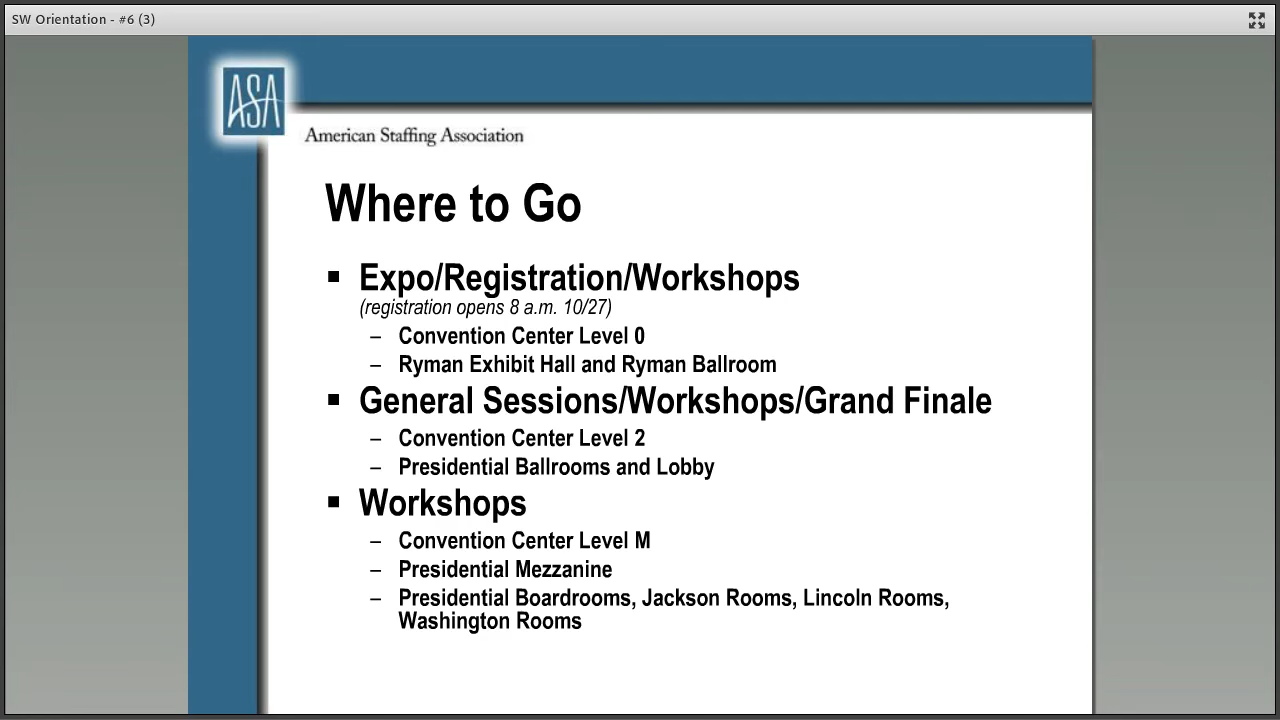 SW Orientation - #6 (3)
ASA
American Staffing Association
Where to Go
▪ Expo/Registration/Workshops
(registration opens 8 a.m. 10/27)
– Convention Center Level 0
– Ryman Exhibit Hall and Ryman Ballroom
▪ General Sessions/Workshops/Grand Finale
– Convention Center Level 2
– Presidential Ballrooms and Lobby
▪ Workshops
– Convention Center Level M
– Presidential Mezzanine
– Presidential Boardrooms, Jackson Rooms, Lincoln Rooms,
Washington Rooms